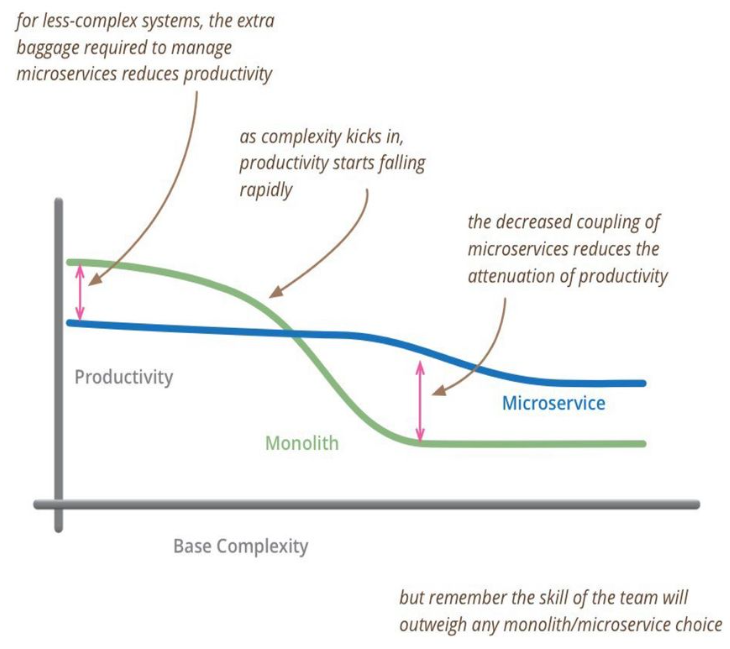 for less-complex systems, the extra
baggage required to manage
microservices reduces productivity
as complexity kicks in,
productivity starts falling
rapidly
the decreased coupling of
microservices reduces the
attenuation of productivity
Productivity
Microservice
Monolith
Base Complexity
but remember the skill of the team will
outweigh any monolith/microservice choice